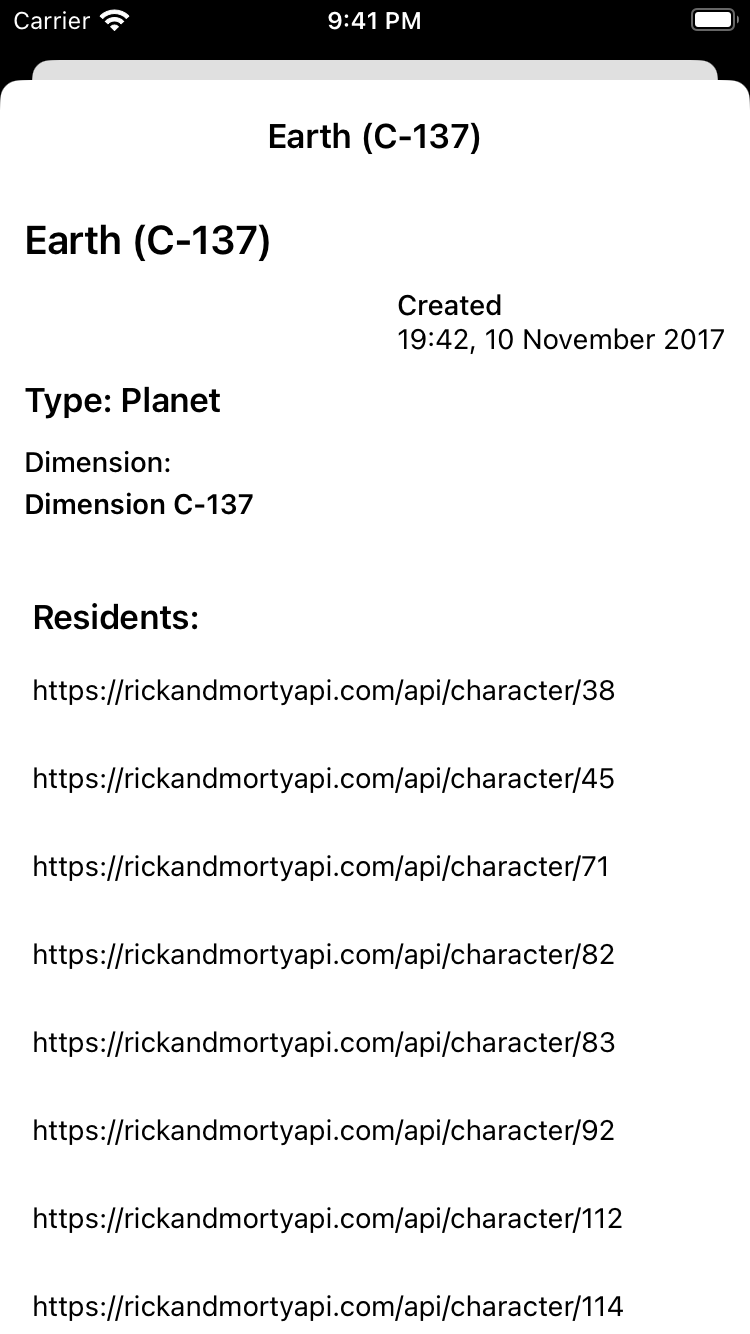 Carrier 9:41 PM
Earth (C-137)
Earth (C-137)
Created
19:42, 10 November 2017
Type: Planet
Dimension:
Dimension C-137
Residents:
https://rickandmortyapi.com/api/character/38
https://rickandmortyapi.com/api/character/45
https://rickandmortyapi.com/api/character/71
https://rickandmortyapi.com/api/character/82
https://rickandmortyapi.com/api/character/83
https://rickandmortyapi.com/api/character/92
https://rickandmortyapi.com/api/character/112
https://rickandmortyapi.com/api/character/114